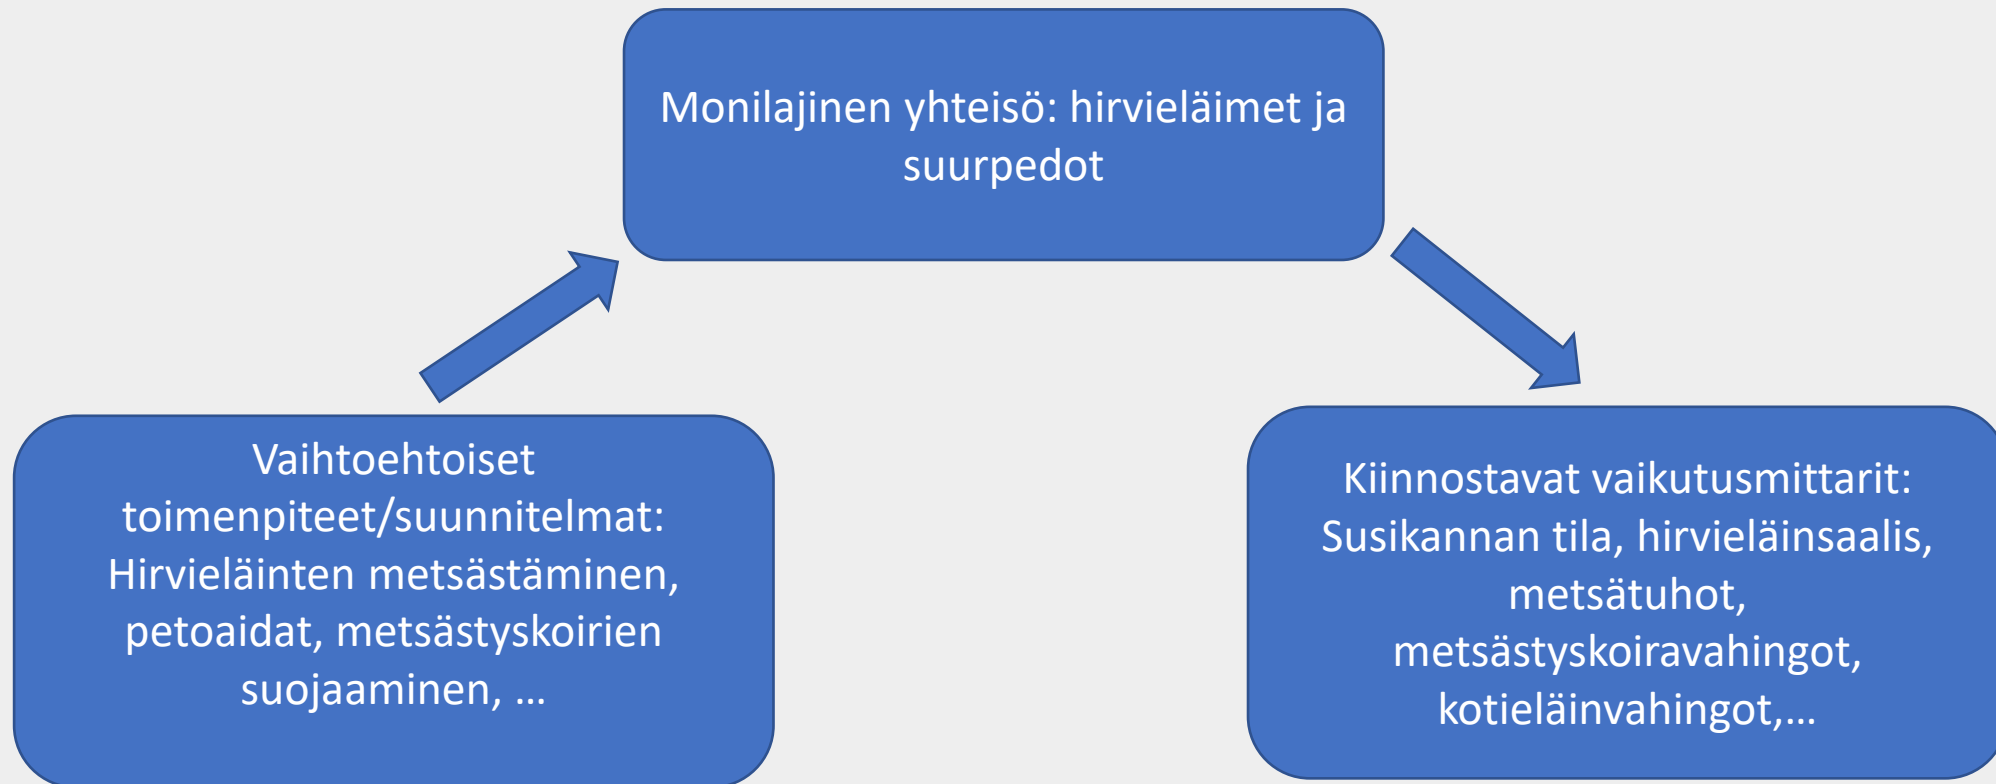 Monilajinen yhteisö: hirvieläimet ja
suurpedot
Vaihtoehtoiset
toimenpiteet/suunnitelmat:
Hirvieläinten metsästäminen,
petoaidat, metsästyskoirien
suojaaminen, …
Kiinnostavat vaikutusmittarit:
Susikannan tila, hirvieläinsaalis,
metsätuhot,
metsästyskoiravahingot,
kotieläinvahingot,…